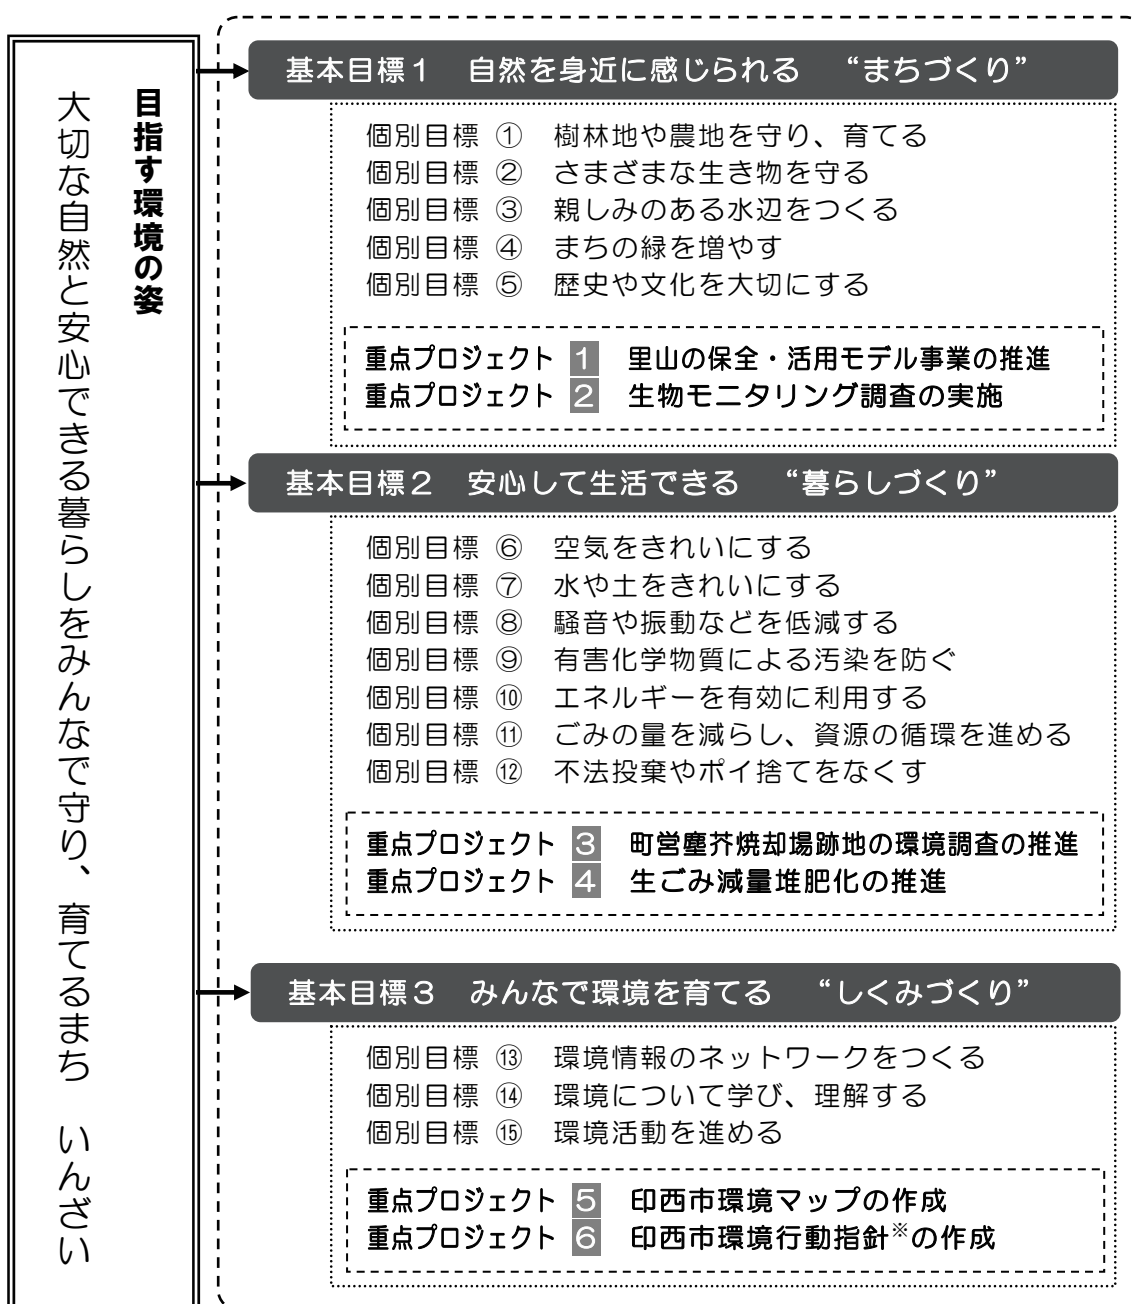 目指す環境の姿
大切な自然と安心できる暮らしをみんなで守り、育てるまち　いんざい
基本目標１　自然を身近に感じられる　“まちづくり”
個別目標 ①　樹林地や農地を守り、育てる
個別目標 ②　さまざまな生き物を守る
個別目標 ③　親しみのある水辺をつくる
個別目標 ④　まちの緑を増やす
個別目標 ⑤　歴史や文化を大切にする
重点プロジェクト 1　里山の保全・活用モデル事業の推進
重点プロジェクト 2　生物モニタリング調査の実施
基本目標２　安心して生活できる　“暮らしづくり”
個別目標 ⑥　空気をきれいにする
個別目標 ⑦　水や土をきれいにする
個別目標 ⑧　騒音や振動などを低減する
個別目標 ⑨　有害化学物質による汚染を防ぐ
個別目標 ⑩　エネルギーを有効に利用する
個別目標 ⑪　ごみの量を減らし、資源の循環を進める
個別目標 ⑫　不法投棄やポイ捨てをなくす
重点プロジェクト 3　町営塵芥焼却場跡地の環境調査の推進
重点プロジェクト 4　生ごみ減量堆肥化の推進
基本目標３　みんなで環境を育てる　“しくみづくり”
個別目標 ⑬　環境情報のネットワークをつくる
個別目標 ⑭　環境について学び、理解する
個別目標 ⑮　環境活動を進める
重点プロジェクト 5　印西市環境マップの作成
重点プロジェクト 6　印西市環境行動指針※の作成